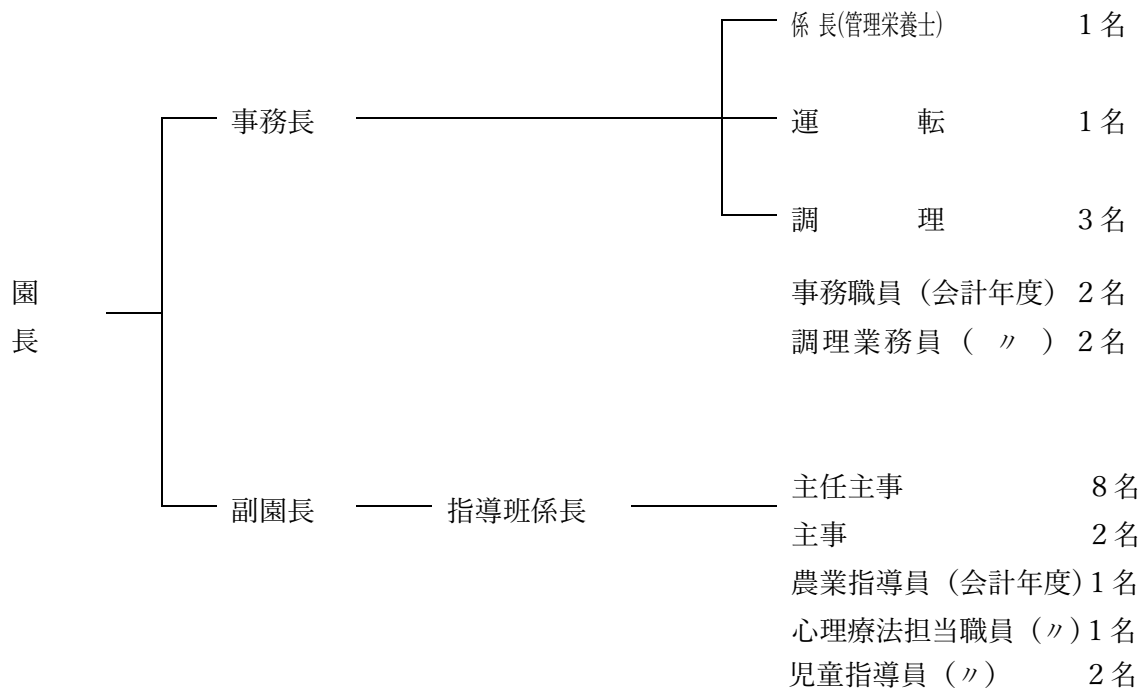 係 長(管理栄養士) 1名
事務長
運 転 1名
調 理 3名
園
長
事務職員（会計年度）2名
調理業務員（ 〃 ）2名
副園長
指導班係長
主任主事 8名
主事 2名
農業指導員（会計年度）1名
心理療法担当職員（〃）1名
児童指導員（〃） 2名